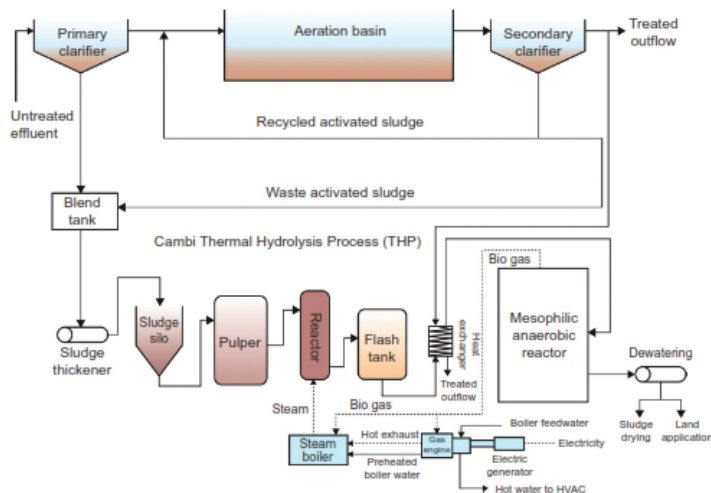 Primary
clarifier
Aeration basin
Secondary
clarifier
Treated
outflow
Untreated
effluent
Recycled activated sludge
Waste activated sludge
Blend
tank
Cambi Thermal Hydrolysis Process (THP)
Bio gas
Sludge
thickener
Sludge
silo
Pulper
Reactor
Flash
tank
Heat
exchanger
Treated
outflow
Mesophilic
anaerobic
reactor
Dewatering
Sludge
drying
Land
application
Steam
Bio gas
Steam
boiler
Hot exhaust
Preheated
boiler water
Gas
engine
Boiler feedwater
Electricity
Electric
generator
Hot water to HVAC